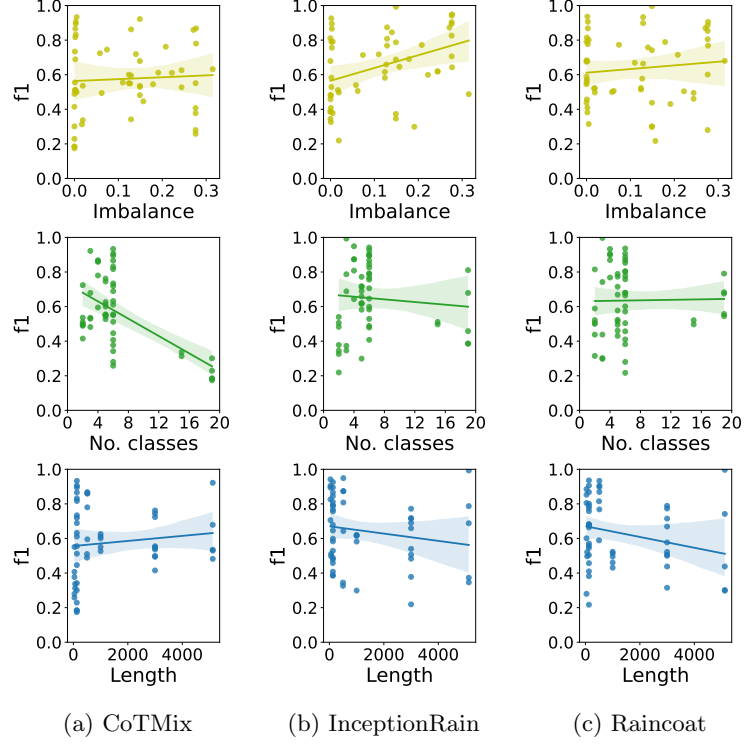 1.0 1.0 1.0
0.8 0.8 0.8
0.6 0.6 0.6
f1 f1 f1
0.4 0.4 0.4
0.2 0.2 0.2
0.0 0.0 0.0
0.0 0.1 0.2 0.3 0.0 0.1 0.2 0.3 0.0 0.1 0.2 0.3
Imbalance Imbalance Imbalance
1.0 1.0 1.0
0.8 0.8 0.8
0.6 0.6 0.6
f1 f1 f1
0.4 0.4 0.4
0.2 0.2 0.2
0.0 0.0 0.0
0 4 8 12 16 20 0 4 8 12 16 20 0 4 8 12 16 20
No. classes No. classes No. classes
1.0 1.0 1.0
0.8 0.8 0.8
0.6 0.6 0.6
f1 f1 f1
0.4 0.4 0.4
0.2 0.2 0.2
0.0 0.0 0.0
0 2000 4000 0 2000 4000 0 2000 4000
Length Length Length
(a) CoTMix (b) InceptionRain (c) Raincoat